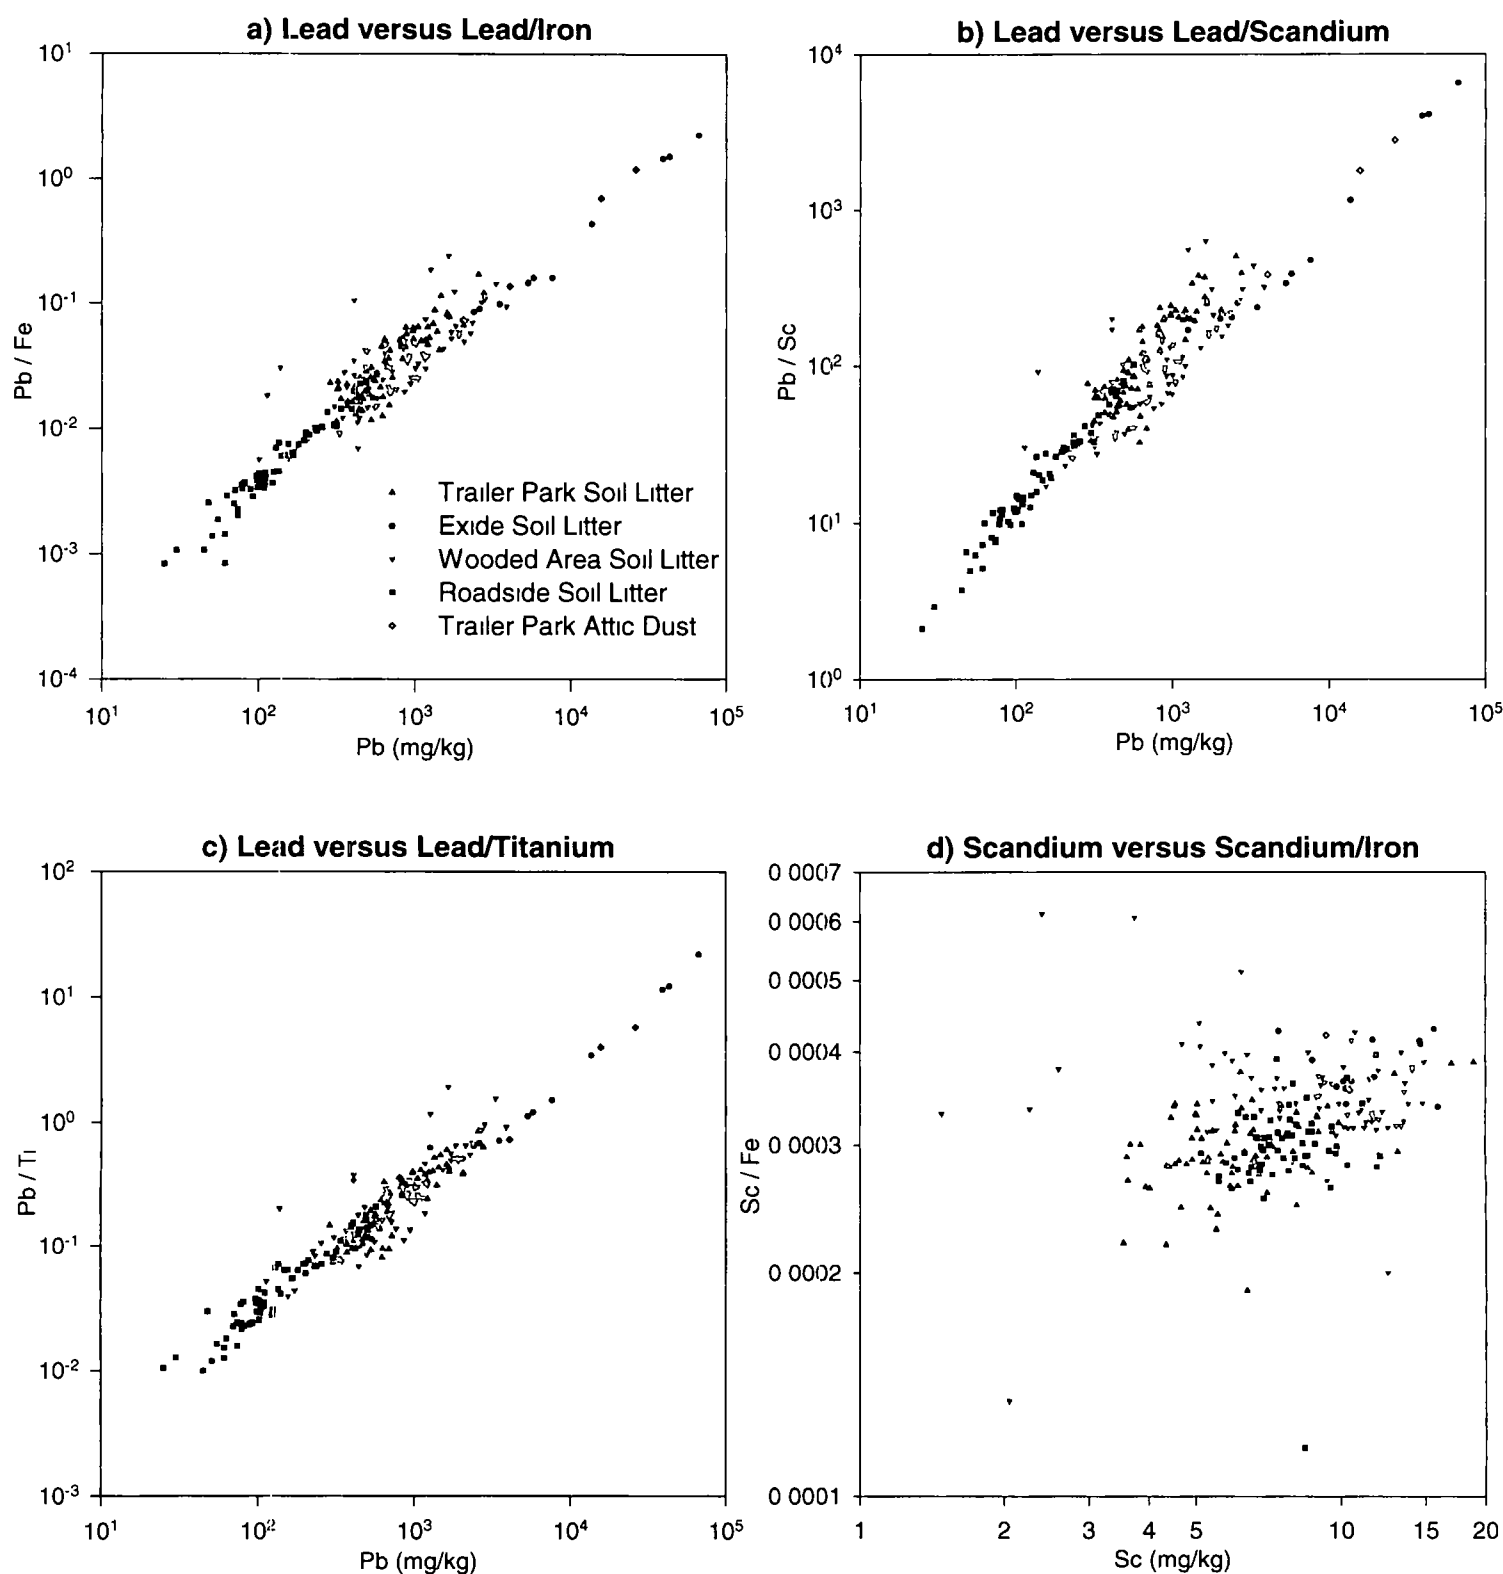 a) Lead versus Lead/Iron
10¹
10⁰
10⁻¹
10⁻²
10⁻³
10⁻⁴
Pb / Fe
Trailer Park Soil Litter
Exide Soil Litter
Wooded Area Soil Litter
Roadside Soil Litter
Trailer Park Attic Dust
10¹ 10² 10³ 10⁴ 10⁵
Pb (mg/kg)
b) Lead versus Lead/Scandium
10⁴
10³
10²
10¹
10⁰
Pb / Sc
10¹ 10² 10³ 10⁴ 10⁵
Pb (mg/kg)
c) Lead versus Lead/Titanium
10²
10¹
10⁰
10⁻¹
10⁻²
10⁻³
Pb / Ti
10¹ 10² 10³ 10⁴ 10⁵
Pb (mg/kg)
d) Scandium versus Scandium/Iron
0 0007
0 0006
0 0005
0 0004
0 0003
0 0002
0 0001
Sc / Fe
1 2 3 4 5 10 15 20
Sc (mg/kg)